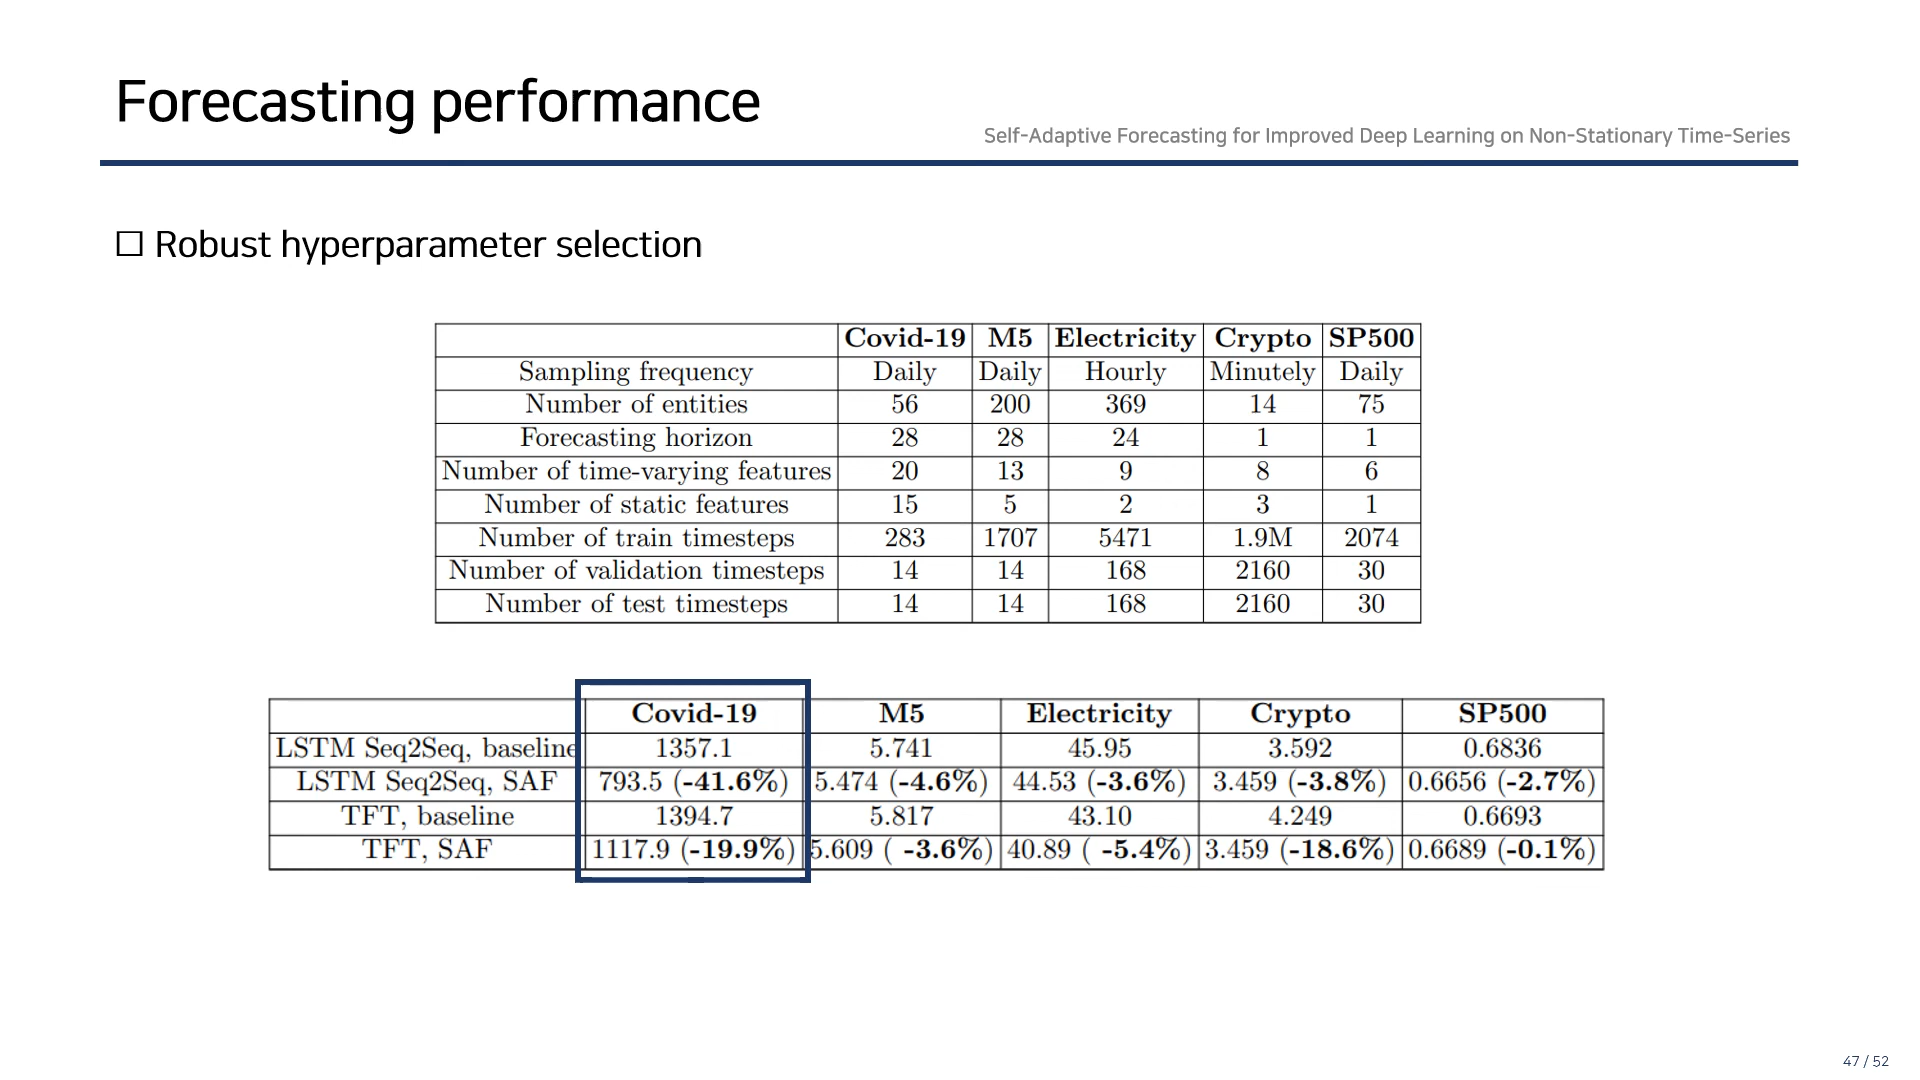 Forecasting performance
Self-Adaptive Forecasting for Improved Deep Learning on Non-Stationary Time-Series
☐ Robust hyperparameter selection
Covid-19 M5 Electricity Crypto SP500
Sampling frequency Daily Daily Hourly Minutely Daily
Number of entities 56 200 369 14 75
Forecasting horizon 28 28 24 1 1
Number of time-varying features 20 13 9 8 6
Number of static features 15 5 2 3 1
Number of train timesteps 283 1707 5471 1.9M 2074
Number of validation timesteps 14 14 168 2160 30
Number of test timesteps 14 14 168 2160 30
Covid-19 M5 Electricity Crypto SP500
LSTM Seq2Seq, baseline 1357.1 5.741 45.95 3.592 0.6836
LSTM Seq2Seq, SAF 793.5 (-41.6%) 5.474 (-4.6%) 44.53 (-3.6%) 3.459 (-3.8%) 0.6656 (-2.7%)
TFT, baseline 1394.7 5.817 43.10 4.249 0.6693
TFT, SAF 1117.9 (-19.9%) 5.609 ( -3.6%) 40.89 ( -5.4%) 3.459 (-18.6%) 0.6689 (-0.1%)
47 / 52